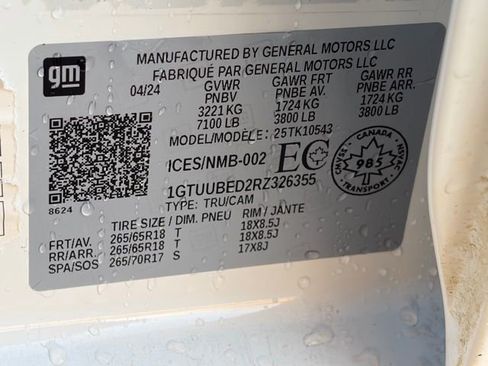 gm
MANUFACTURED BY GENERAL MOTORS LLC
FABRIQUÉ PAR GENERAL MOTORS LLC
04/24 GVWR GAWR FRT GAWR RR
PNBV PNBE AV. PNBE ARR.
3221 KG 1724 KG 1724 KG
7100 LB 3800 LB 3800 LB
MODEL/MODÈLE: 25TK10543
ICES/NMB-002
CANADA
CMVSS NSVAC
985
1GTUUBED2RZ326355
8624
TYPE: TRU/CAM
TIRE SIZE / DIM. PNEU RIM / JANTE
FRT/AV. 265/65R18 T 18X8.5J
RR/ARR. 265/65R18 T 18X8.5J
SPA/SOS 265/70R17 S 17X8J